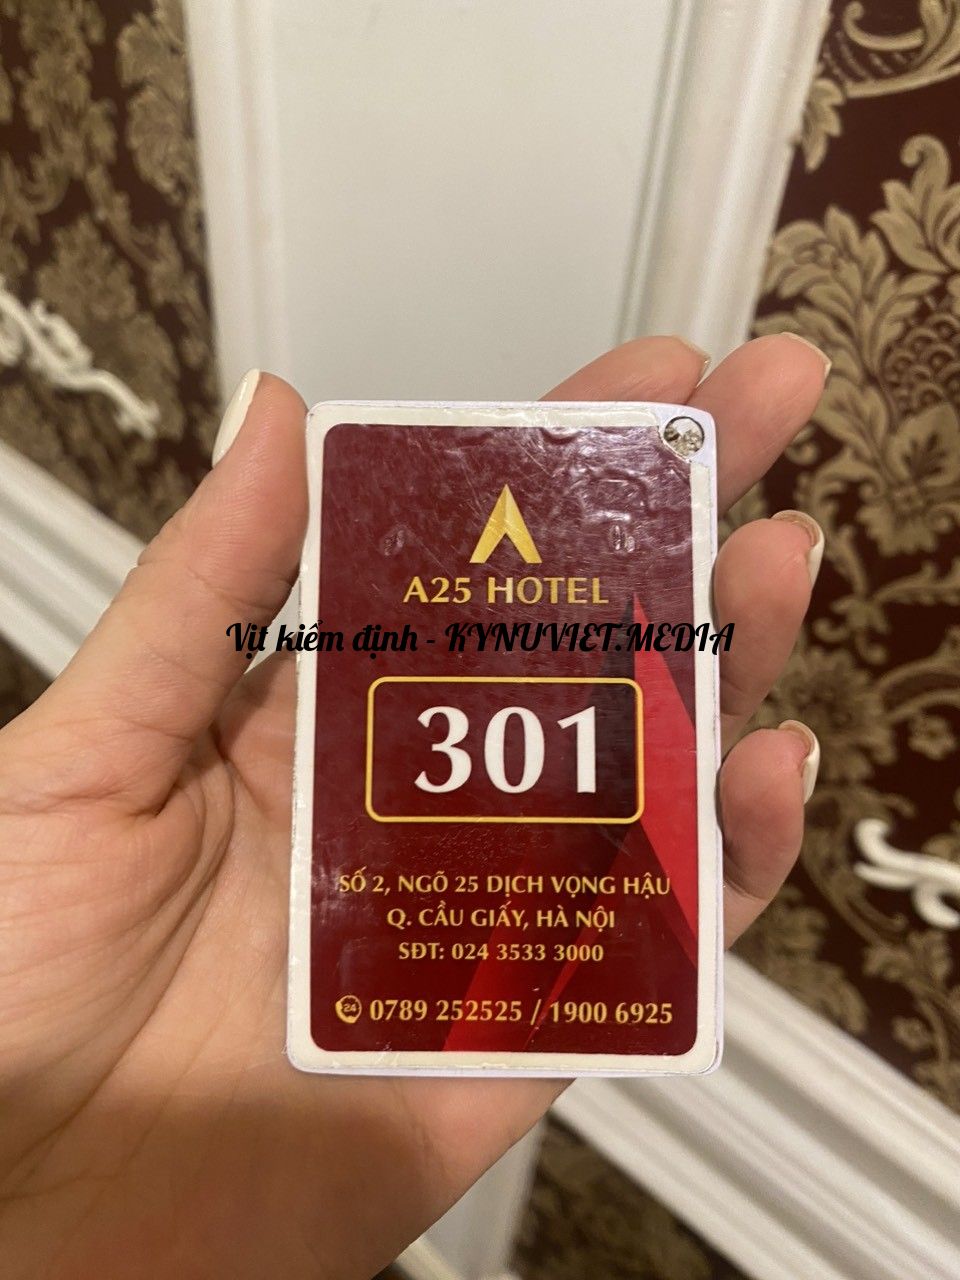 A25 HOTEL
Vịt kiểm định - KYNUVIET.MEDIA
301
SỐ 2, NGÕ 25 DỊCH VỌNG HẬU
Q. CẦU GIẤY, HÀ NỘI
SĐT: 024 3533 3000
24 0789 252525 / 1900 6925